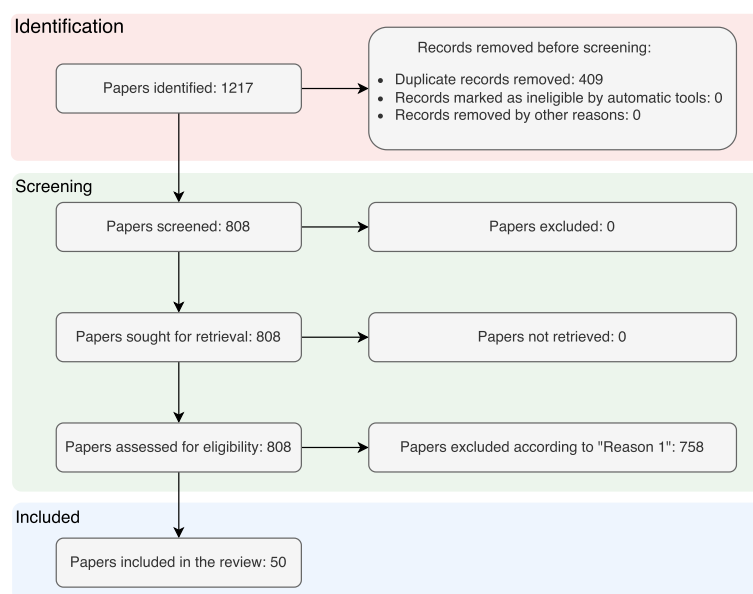 Identification
Records removed before screening:
Papers identified: 1217
• Duplicate records removed: 409
• Records marked as ineligible by automatic tools: 0
• Records removed by other reasons: 0
Screening
Papers screened: 808
Papers excluded: 0
Papers sought for retrieval: 808
Papers not retrieved: 0
Papers assessed for eligibility: 808
Papers excluded according to "Reason 1": 758
Included
Papers included in the review: 50